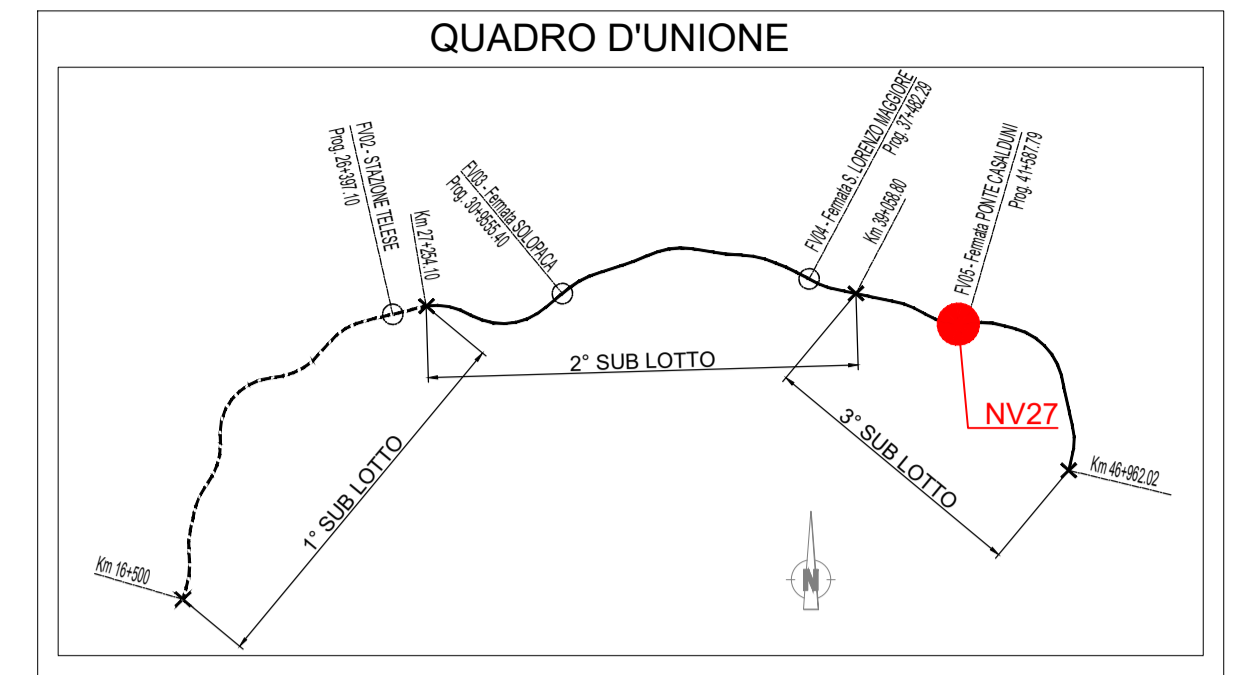 QUADRO D'UNIONE
FV02 - STAZIONE TELESE
Prog. 26+397.10
Km 27+254.10
FV03 - Fermata SOLOPACA
Prog. 30+9555.40
FV04 - Fermata S. LORENZO MAGGIORE
Prog. 37+482.29
Km 39+058.80
FV05 - Fermata PONTE CASALDUNI
Prog. 41+587.79
2° SUB LOTTO
NV27
1° SUB LOTTO
3° SUB LOTTO
Km 46+962.02
Km 16+500
N